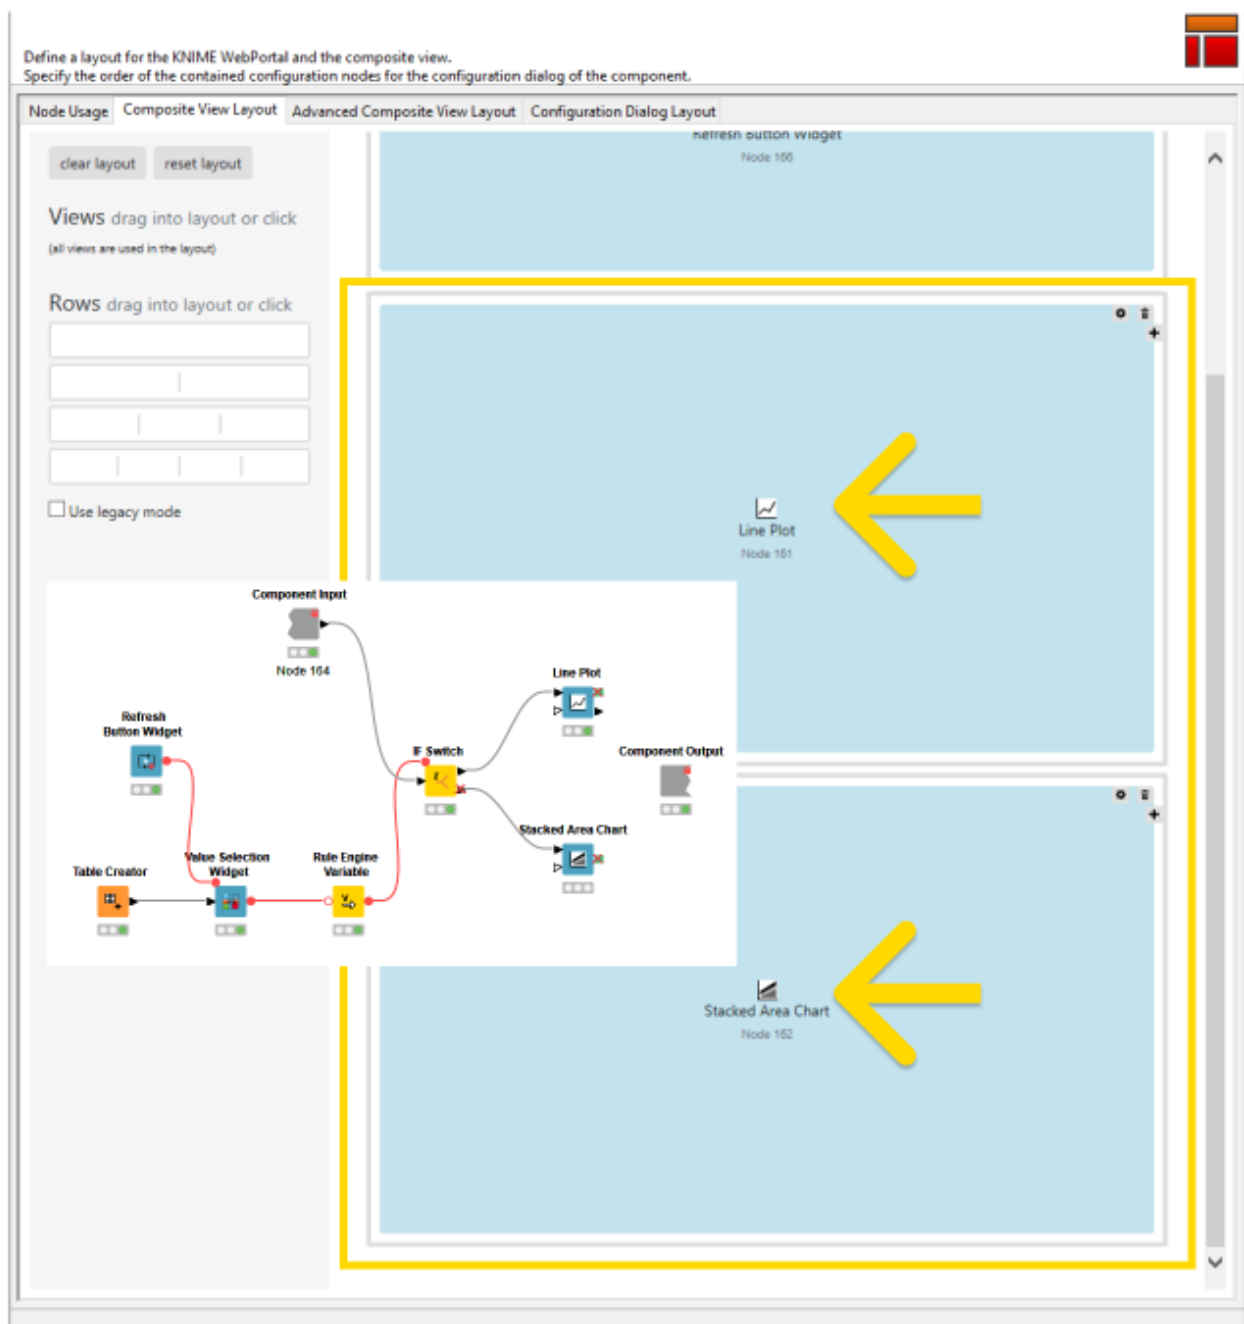 Define a layout for the KNIME WebPortal and the composite view.
Specify the order of the contained configuration nodes for the configuration dialog of the component.
Node Usage
Composite View Layout
Advanced Composite View Layout
Configuration Dialog Layout
clear layout
reset layout
Views drag into layout or click
(all views are used in the layout)
Rows drag into layout or click
Use legacy mode
Refresh Button Widget
Node 166
Line Plot
Node 161
Component Input
Node 164
Line Plot
Refresh
Button Widget
IF Switch
Component Output
Stacked Area Chart
Table Creator
Value Selection
Widget
Rule Engine
Variable
Stacked Area Chart
Node 162